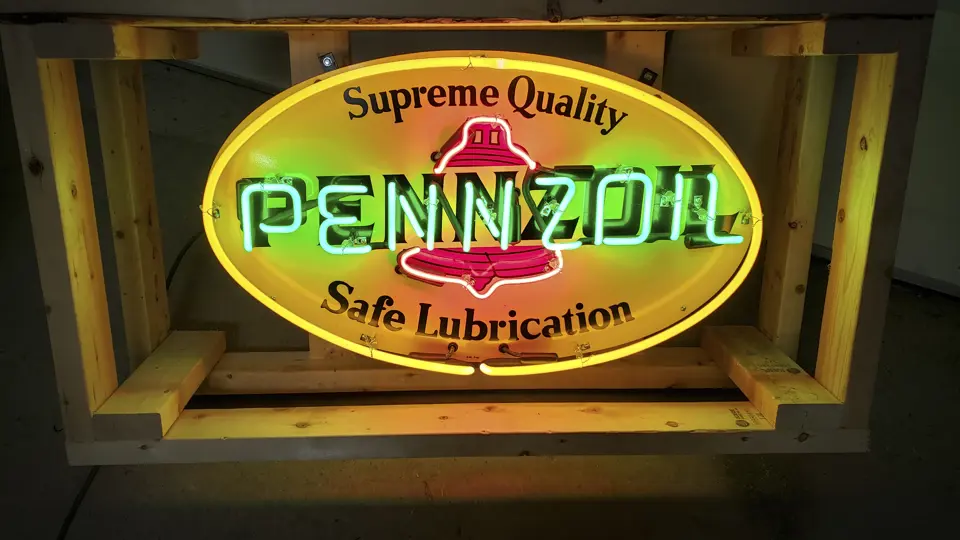 Supreme Quality
PENNZOIL
Safe Lubrication